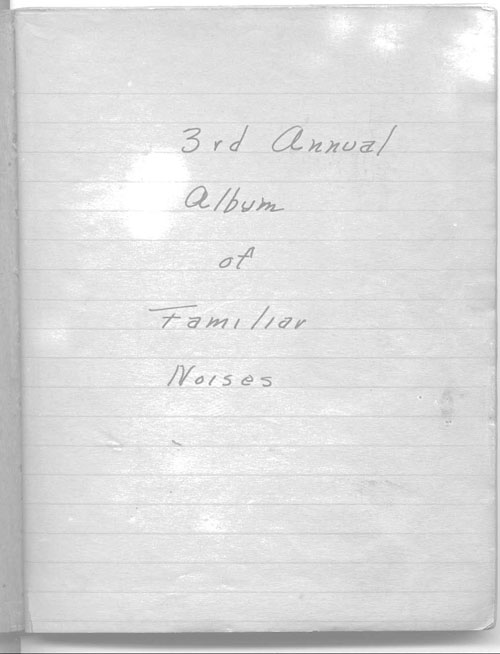 3rd Annual
Album
of
Familiar
Noises